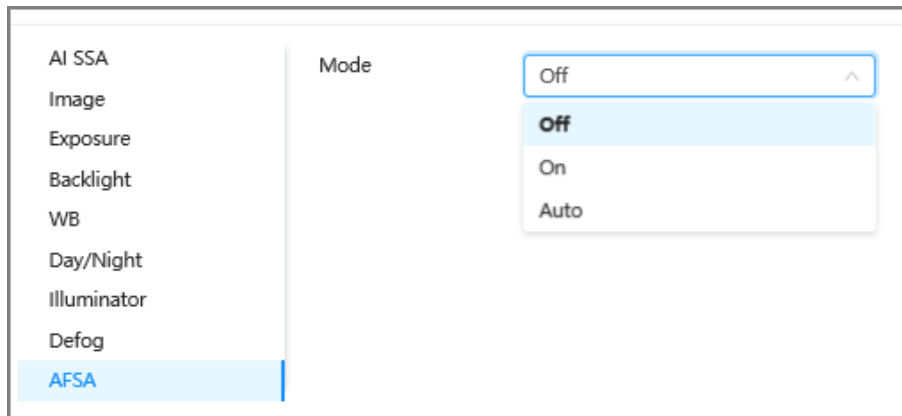 AI SSA
Image
Exposure
Backlight
WB
Day/Night
Illuminator
Defog
AFSA
Mode
Off
Off
On
Auto